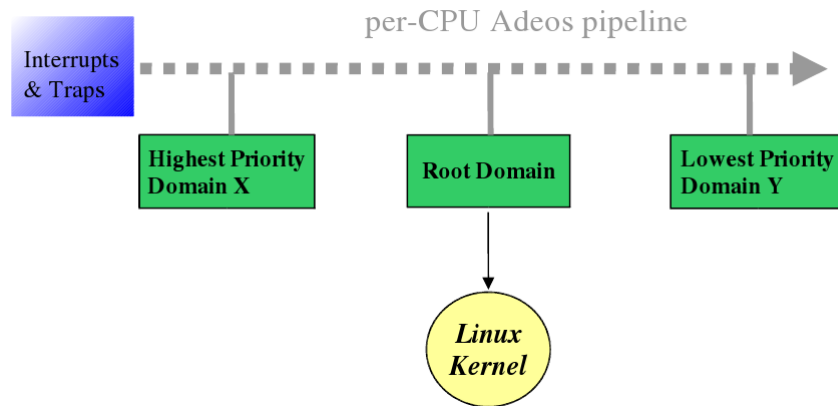 per-CPU Adeos pipeline
Interrupts
& Traps
Highest Priority
Domain X
Root Domain
Lowest Priority
Domain Y
Linux
Kernel